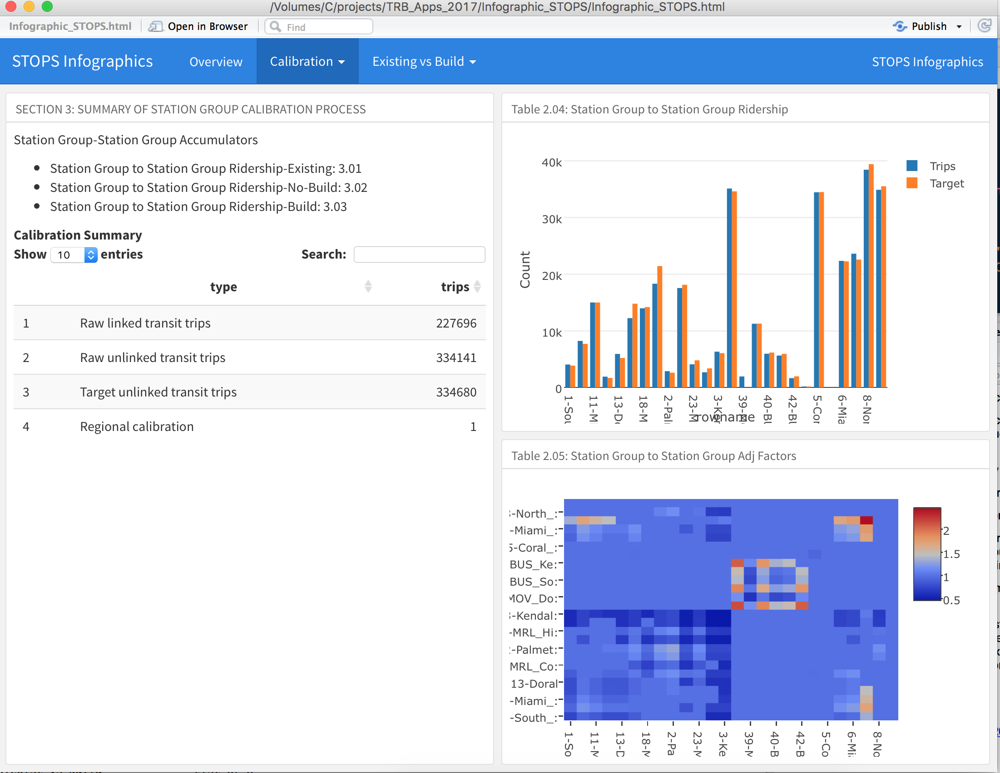 /Volumes/C/projects/TRB_Apps_2017/Infographic_STOPS/Infographic_STOPS.html
Infographic_STOPS.html Open in Browser Find Publish
STOPS Infographics Overview Calibration Existing vs Build STOPS Infographics
SECTION 3: SUMMARY OF STATION GROUP CALIBRATION PROCESS
Station Group-Station Group Accumulators
• Station Group to Station Group Ridership-Existing: 3.01
• Station Group to Station Group Ridership-No-Build: 3.02
• Station Group to Station Group Ridership-Build: 3.03
Calibration Summary
Show 10 entries Search:
type trips
1 Raw linked transit trips 227696
2 Raw unlinked transit trips 334141
3 Target unlinked transit trips 334680
4 Regional calibration 1
Table 2.04: Station Group to Station Group Ridership
40k
30k
20k
10k
0
Count
Trips
Target
1-Sou
11-M
13-D
18-M
2-Pal
23-M
3-Ke
39-
40-Bl
42-Bl
5-Cor
6-Mia
8-Nor
rowname
Table 2.05: Station Group to Station Group Adj Factors
-North_:
-Miami_:
5-Coral_:
BUS_Ke:
BUS_So:
MOV_Do:
3-Kendal:
-MRL_Hi:
-Palmet:
MRL_Co:
13-Doral
-Miami_:
-South_:
1-So
11-M
13-D
18-M
2-Pa
23-M
3-Ke
39-M
40-B
42-B
5-Co
6-Mi
8-No
2
1.5
1
0.5